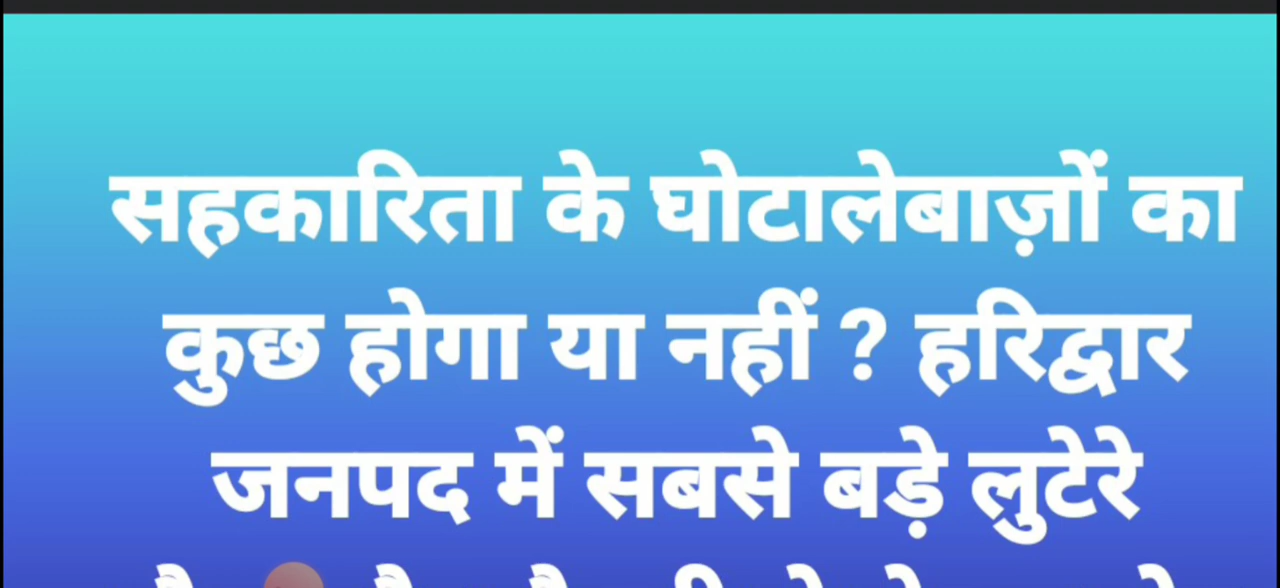 सहकारिता के घोटालेबाज़ों का
कुछ होगा या नहीं ? हरिद्वार
जनपद में सबसे बड़े लुटेरे